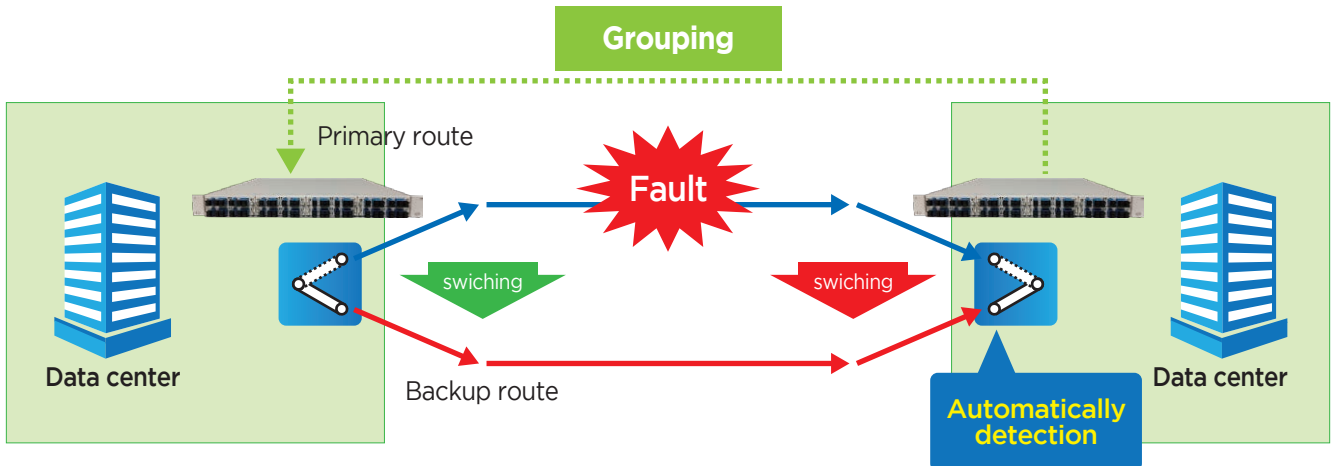 Grouping
Primary route
Fault
swiching
swiching
Data center
Backup route
Data center
Automatically
detection